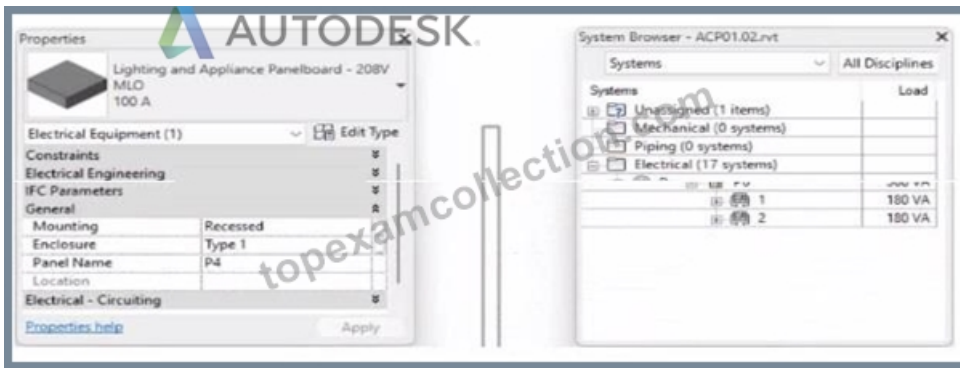 AUTODESK.
Properties
Lighting and Appliance Panelboard - 208V
MLO
100 A
Electrical Equipment (1)
Edit Type
Constraints
Electrical Engineering
IFC Parameters
General
Mounting Recessed
Enclosure Type 1
Panel Name P4
Location
Electrical - Circuiting
Properties help
Apply
System Browser - ACP01.02.rvt
Systems All Disciplines
Systems Load
Unassigned (1 items)
Mechanical (0 systems)
Piping (0 systems)
Electrical (17 systems)
1 180 VA
2 180 VA
topexamcollection.com